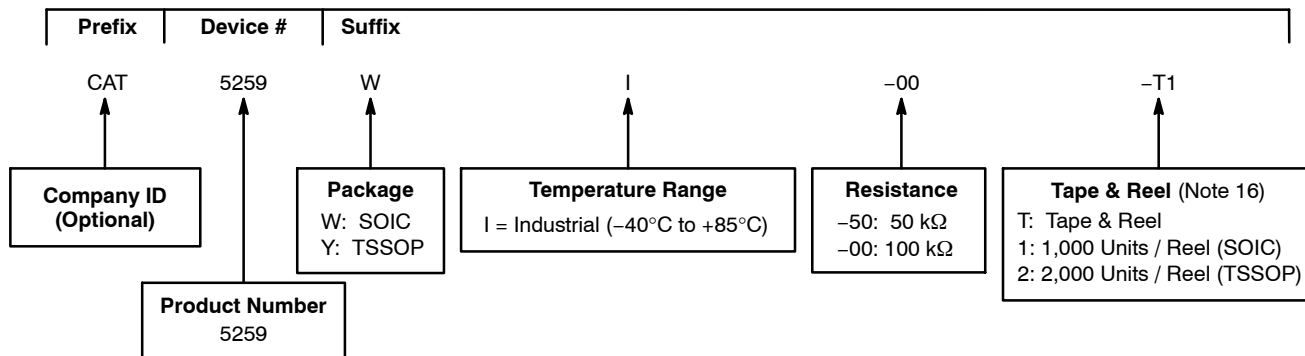 Prefix Device # Suffix
CAT 5259 W I −00 −T1
Company ID
(Optional)
Package
W: SOIC
Y: TSSOP
Temperature Range
I = Industrial (−40°C to +85°C)
Resistance
−50: 50 kΩ
−00: 100 kΩ
Tape & Reel (Note 16)
T: Tape & Reel
1: 1,000 Units / Reel (SOIC)
2: 2,000 Units / Reel (TSSOP)
Product Number
5259